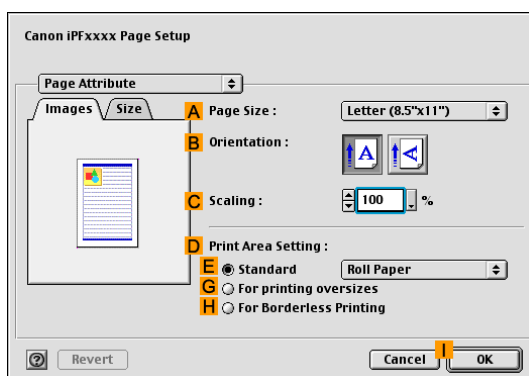 Canon iPFxxxx Page Setup
Page Attribute
Images Size
A Page Size : Letter (8.5"x11")
B Orientation : A A
C Scaling : 100 %
D Print Area Setting :
E Standard Roll Paper
G For printing oversizes
H For Borderless Printing
? Revert Cancel I OK